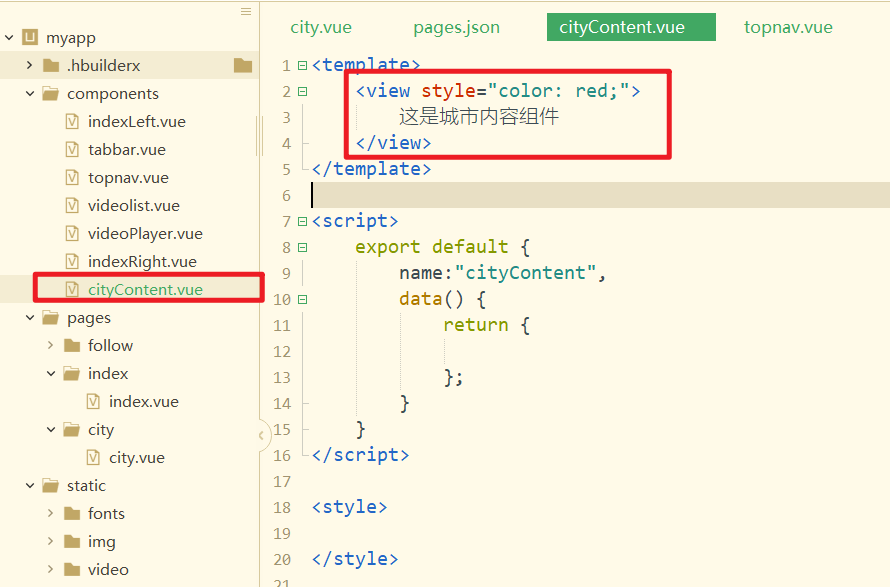 myapp
.hbuilderx
components
indexLeft.vue
tabbar.vue
topnav.vue
videolist.vue
videoPlayer.vue
indexRight.vue
cityContent.vue
pages
follow
index
index.vue
city
city.vue
static
fonts
img
video
city.vue pages.json cityContent.vue topnav.vue
1 <template>
2 <view style="color: red;">
3 这是城市内容组件
4 </view>
5 </template>
6
7 <script>
8 export default {
9 name:"cityContent",
10 data() {
11 return {
12
13 };
14 }
15 }
16 </script>
17
18 <style>
19
20 </style>
21